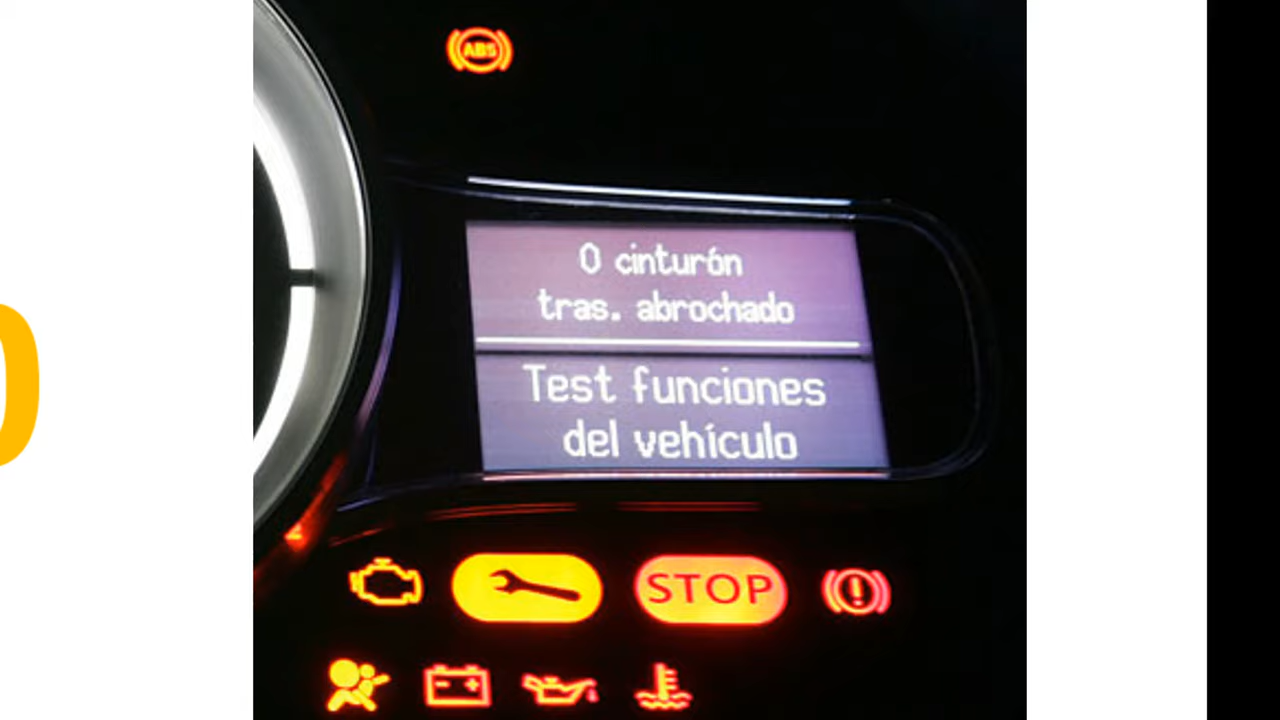 ABS
0 cinturón
tras. abrochado
Test funciones
del vehículo
STOP